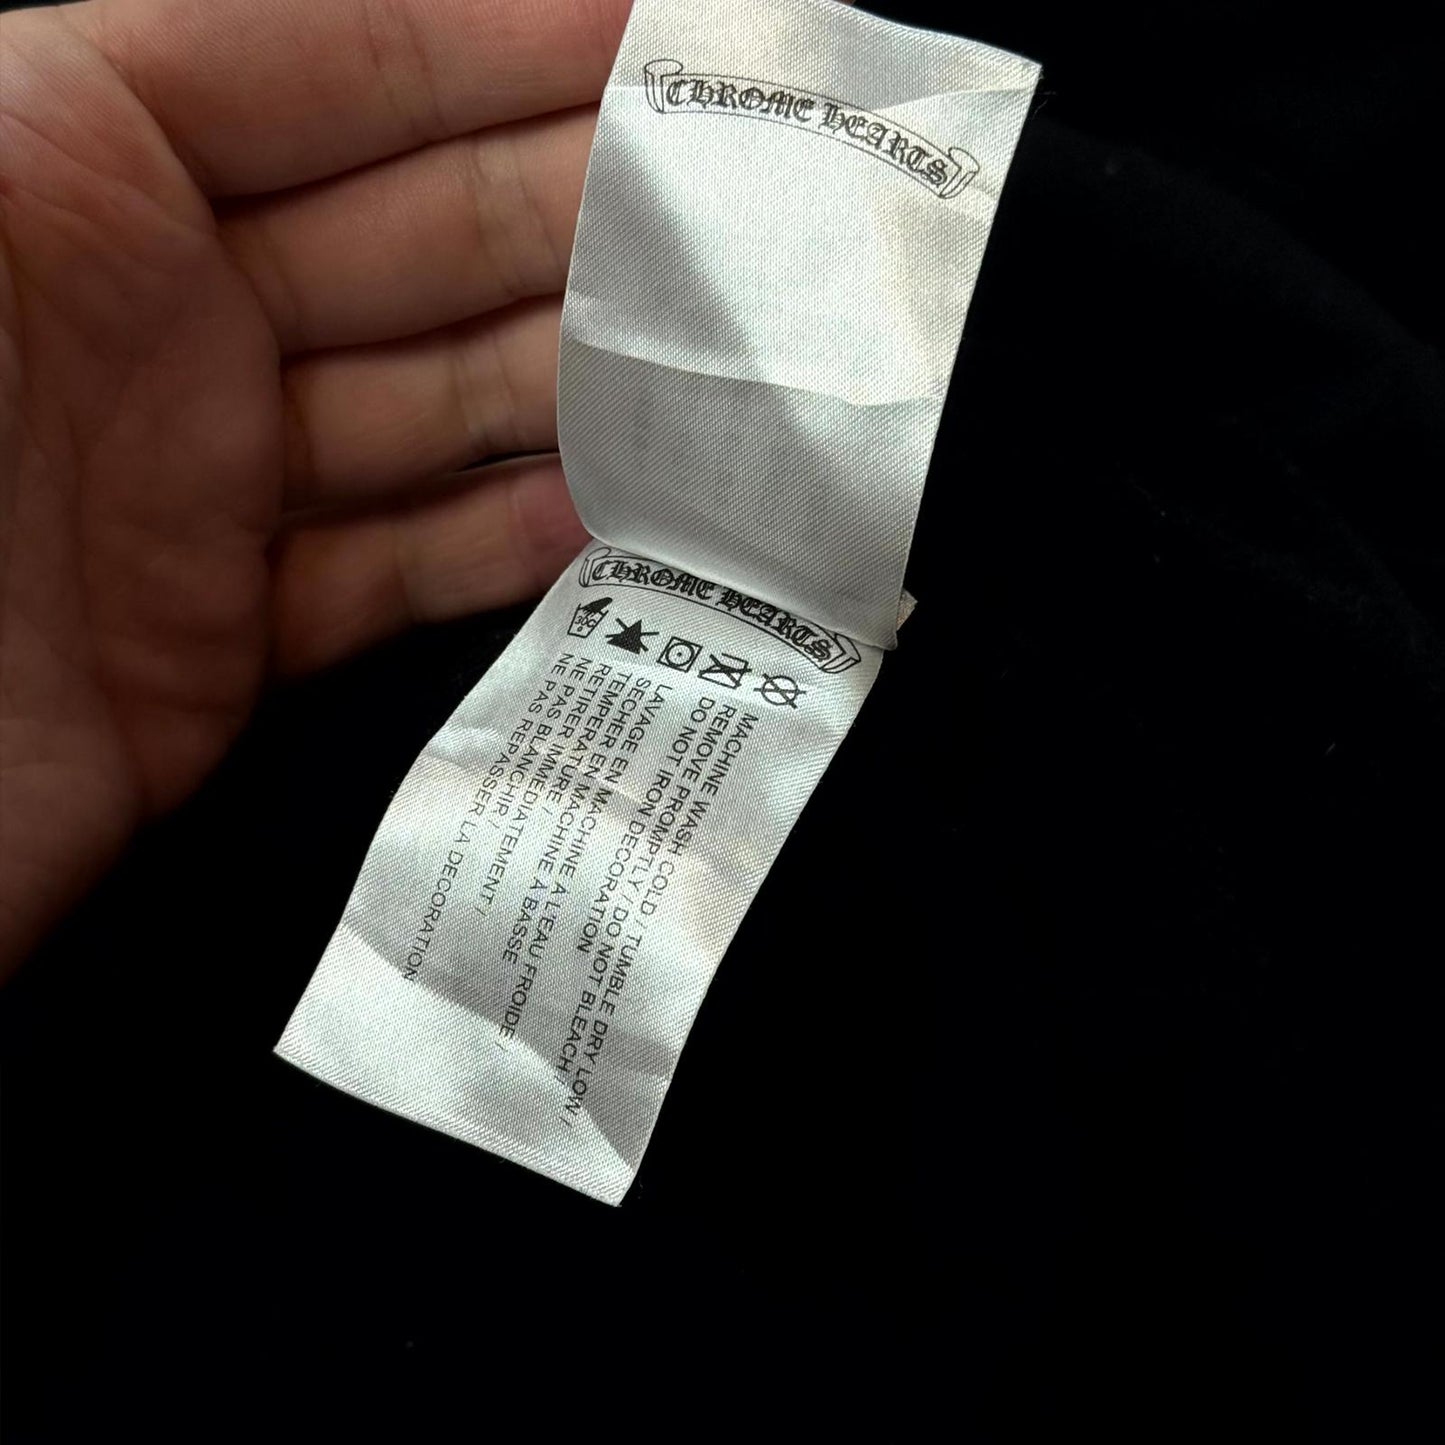 CHROME HEARTS
CHROME HEARTS
30C
MACHINE WASH COLD / TUMBLE DRY LOW /
REMOVE PROMPTLY / DO NOT BLEACH /
DO NOT IRON DECORATION
LAVAGE EN MACHINE A L'EAU FROIDE /
SECHER EN MACHINE A BASSE
TEMPERATURE /
RETIRER IMMEDIATEMENT /
NE PAS BLANCHIR /
NE PAS REPASSER LA DECORATION